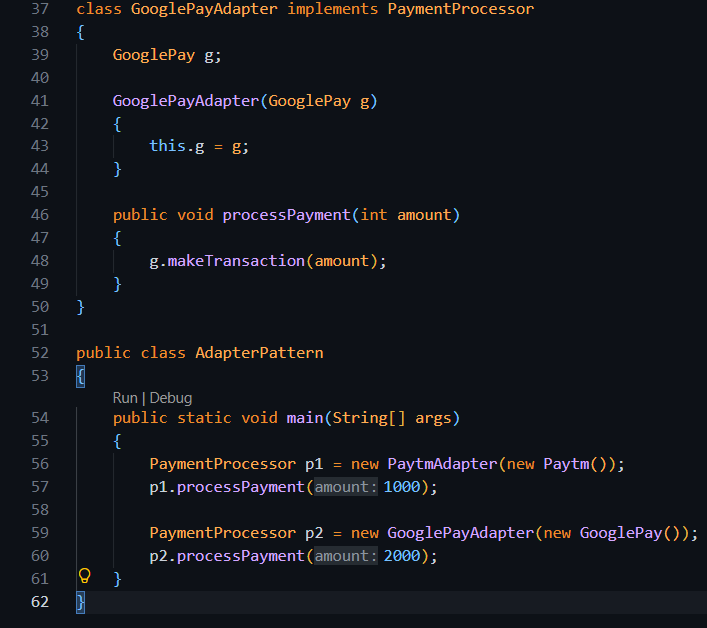 37 class GooglePayAdapter implements PaymentProcessor
38 {
39     GooglePay g;
40
41     GooglePayAdapter(GooglePay g)
42     {
43         this.g = g;
44     }
45
46     public void processPayment(int amount)
47     {
48         g.makeTransaction(amount);
49     }
50 }
51
52 public class AdapterPattern
53 {
Run | Debug
54     public static void main(String[] args)
55     {
56         PaymentProcessor p1 = new PaytmAdapter(new Paytm());
57         p1.processPayment(amount: 1000);
58
59         PaymentProcessor p2 = new GooglePayAdapter(new GooglePay());
60         p2.processPayment(amount: 2000);
61     }
62 }